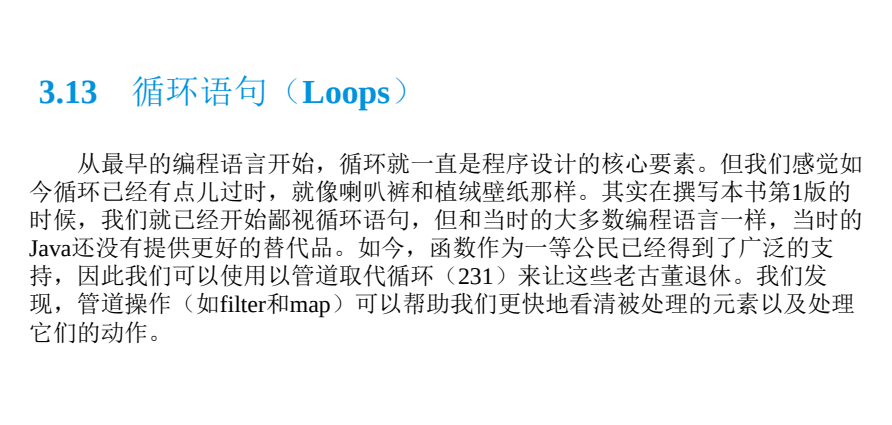 3.13 循环语句（Loops）
从最早的编程语言开始，循环就一直是程序设计的核心要素。但我们感觉如
今循环已经有点儿过时，就像喇叭裤和植绒壁纸那样。其实在撰写本书第1版的
时候，我们就已经开始鄙视循环语句，但和当时的大多数编程语言一样，当时的
Java还没有提供更好的替代品。如今，函数作为一等公民已经得到了广泛的支
持，因此我们可以使用以管道取代循环（231）来让这些老古董退休。我们发
现，管道操作（如filter和map）可以帮助我们更快地看清被处理的元素以及处理
它们的动作。